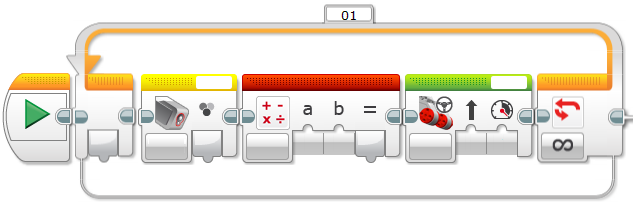 01
+ -
x ÷
a b =
∞